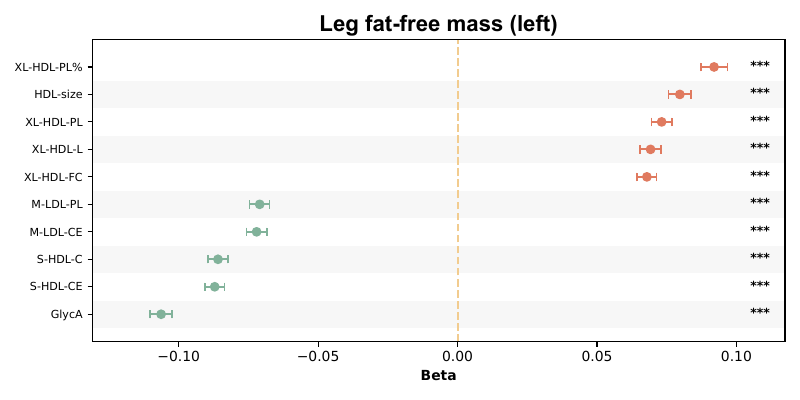 Leg fat-free mass (left)
XL-HDL-PL% ***
HDL-size ***
XL-HDL-PL ***
XL-HDL-L ***
XL-HDL-FC ***
M-LDL-PL ***
M-LDL-CE ***
S-HDL-C ***
S-HDL-CE ***
GlycA ***
−0.10 −0.05 0.00 0.05 0.10
Beta